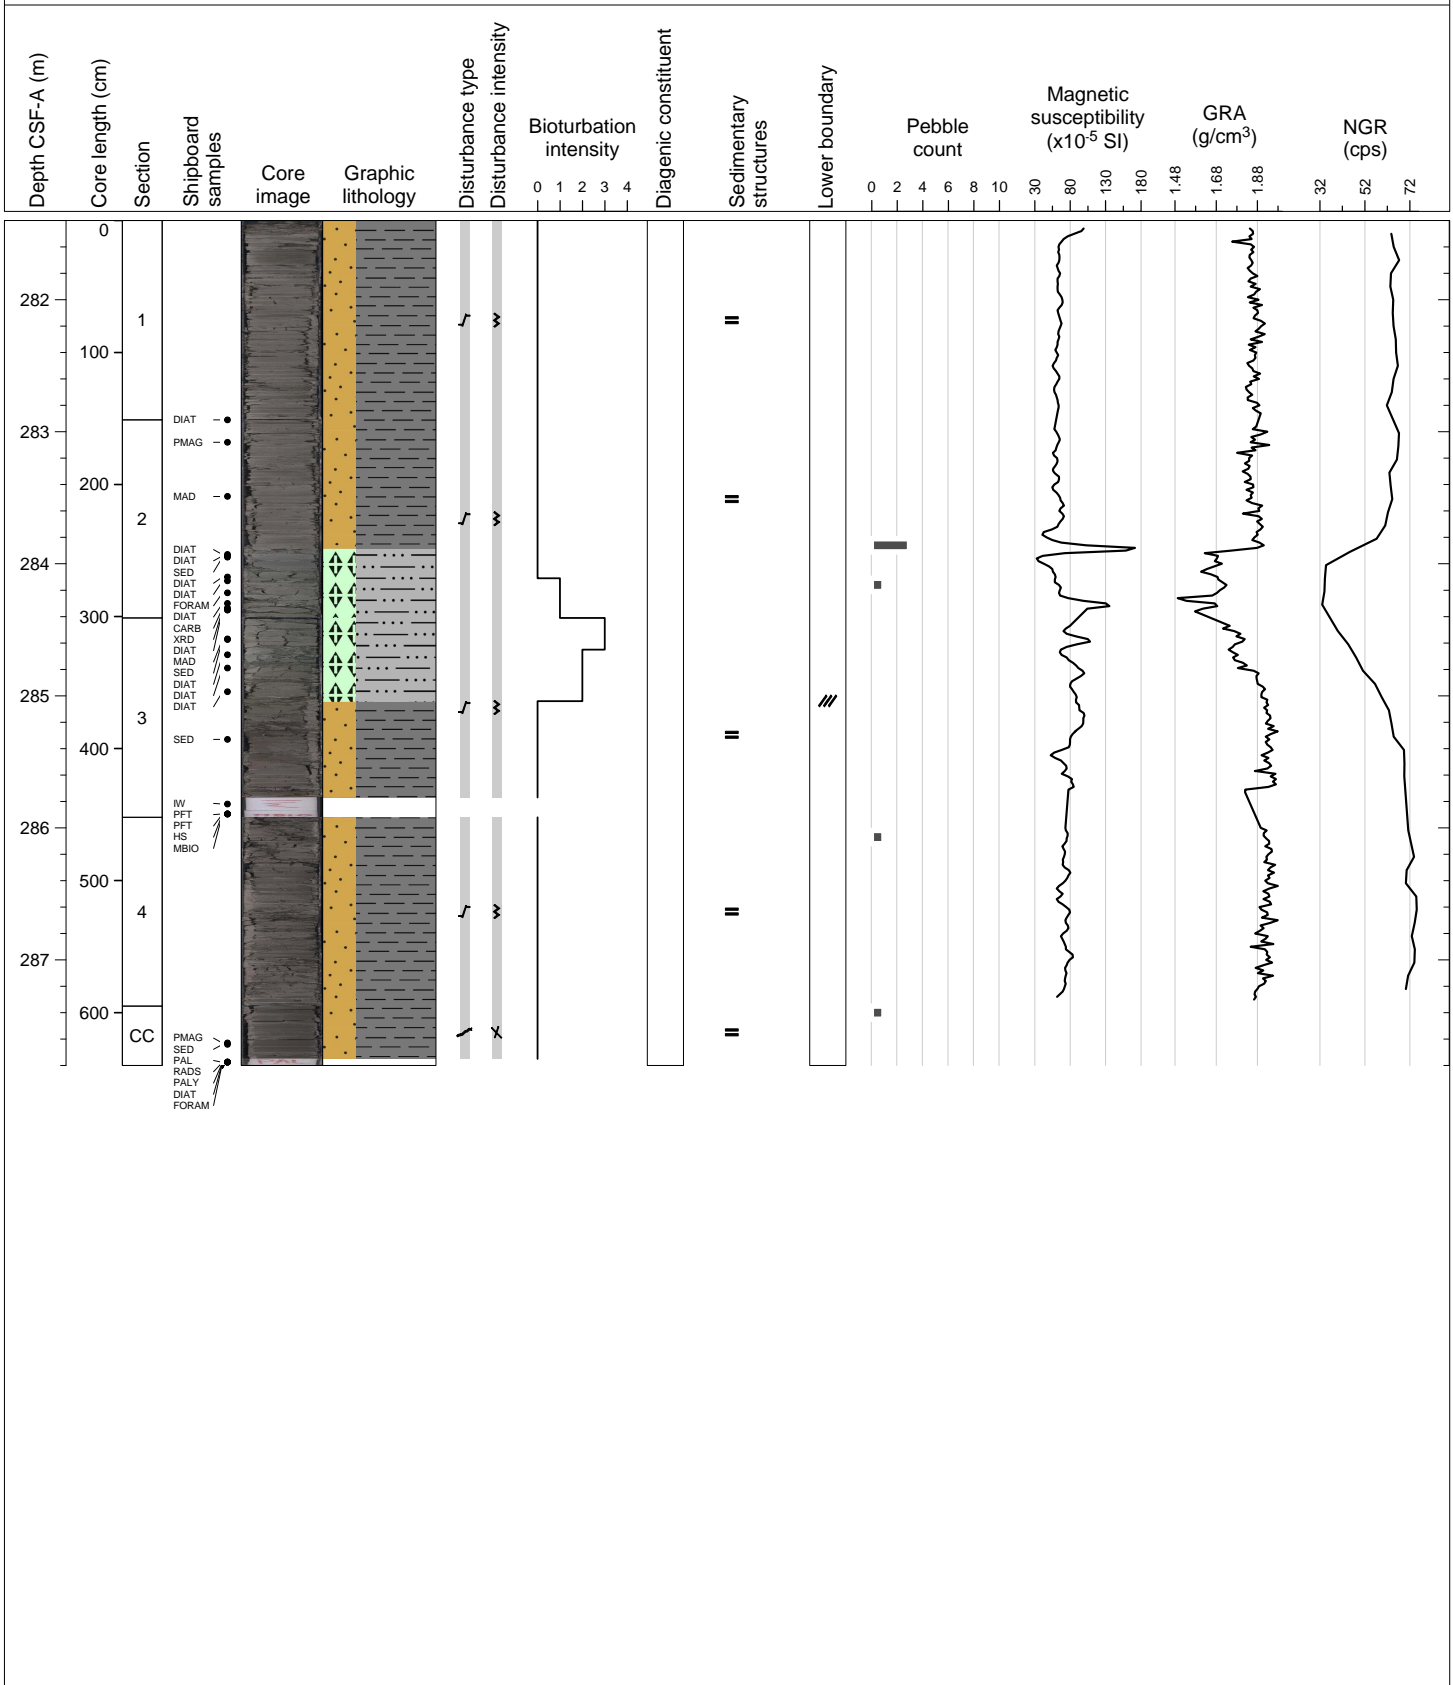 Depth CSF-A (m)
Core length (cm)
Section
Shipboard
samples
Core
image
Graphic
lithology
Disturbance type
Disturbance intensity
Bioturbation
intensity
0 1 2 3 4
Diagenic constituent
Sedimentary
structures
Lower boundary
Pebble
count
0 2 4 6 8 10
Magnetic
susceptibility
(x10-5 SI)
30 80 130 180
GRA
(g/cm3)
1.48 1.68 1.88
NGR
(cps)
32 52 72
0
282
1
100
DIAT
283
PMAG
200
MAD
2
DIAT
DIAT
284
SED
DIAT
DIAT
FORAM
300
DIAT
CARB
XRD
DIAT
MAD
SED
DIAT
285
DIAT
DIAT
3
SED
400
IW
PFT
286
PFT
HS
MBIO
500
4
287
600
CC
PMAG
SED
PAL
RADS
PALY
DIAT
FORAM